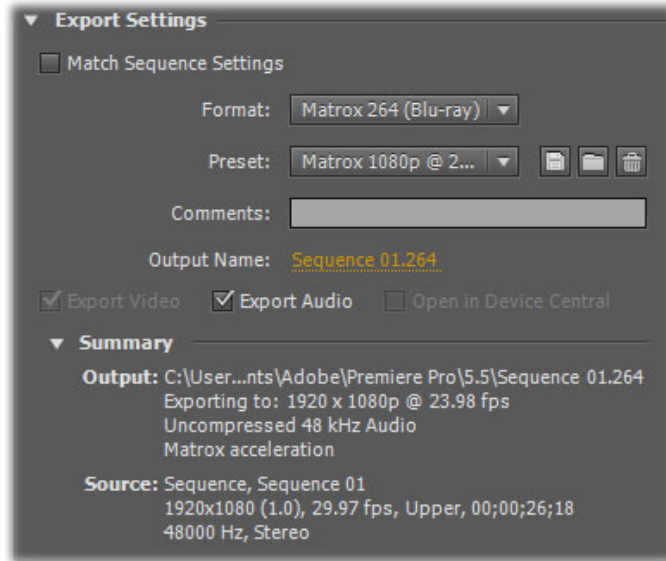 Export Settings
Match Sequence Settings
Format: Matrox 264 (Blu-ray)
Preset: Matrox 1080p @ 2...
Comments:
Output Name: Sequence 01.264
Export Video Export Audio Open in Device Central
Summary
Output: C:\User...nts\Adobe\Premiere Pro\5.5\Sequence 01.264
Exporting to: 1920 x 1080p @ 23.98 fps
Uncompressed 48 kHz Audio
Matrox acceleration
Source: Sequence, Sequence 01
1920x1080 (1.0), 29.97 fps, Upper, 00;00;26;18
48000 Hz, Stereo